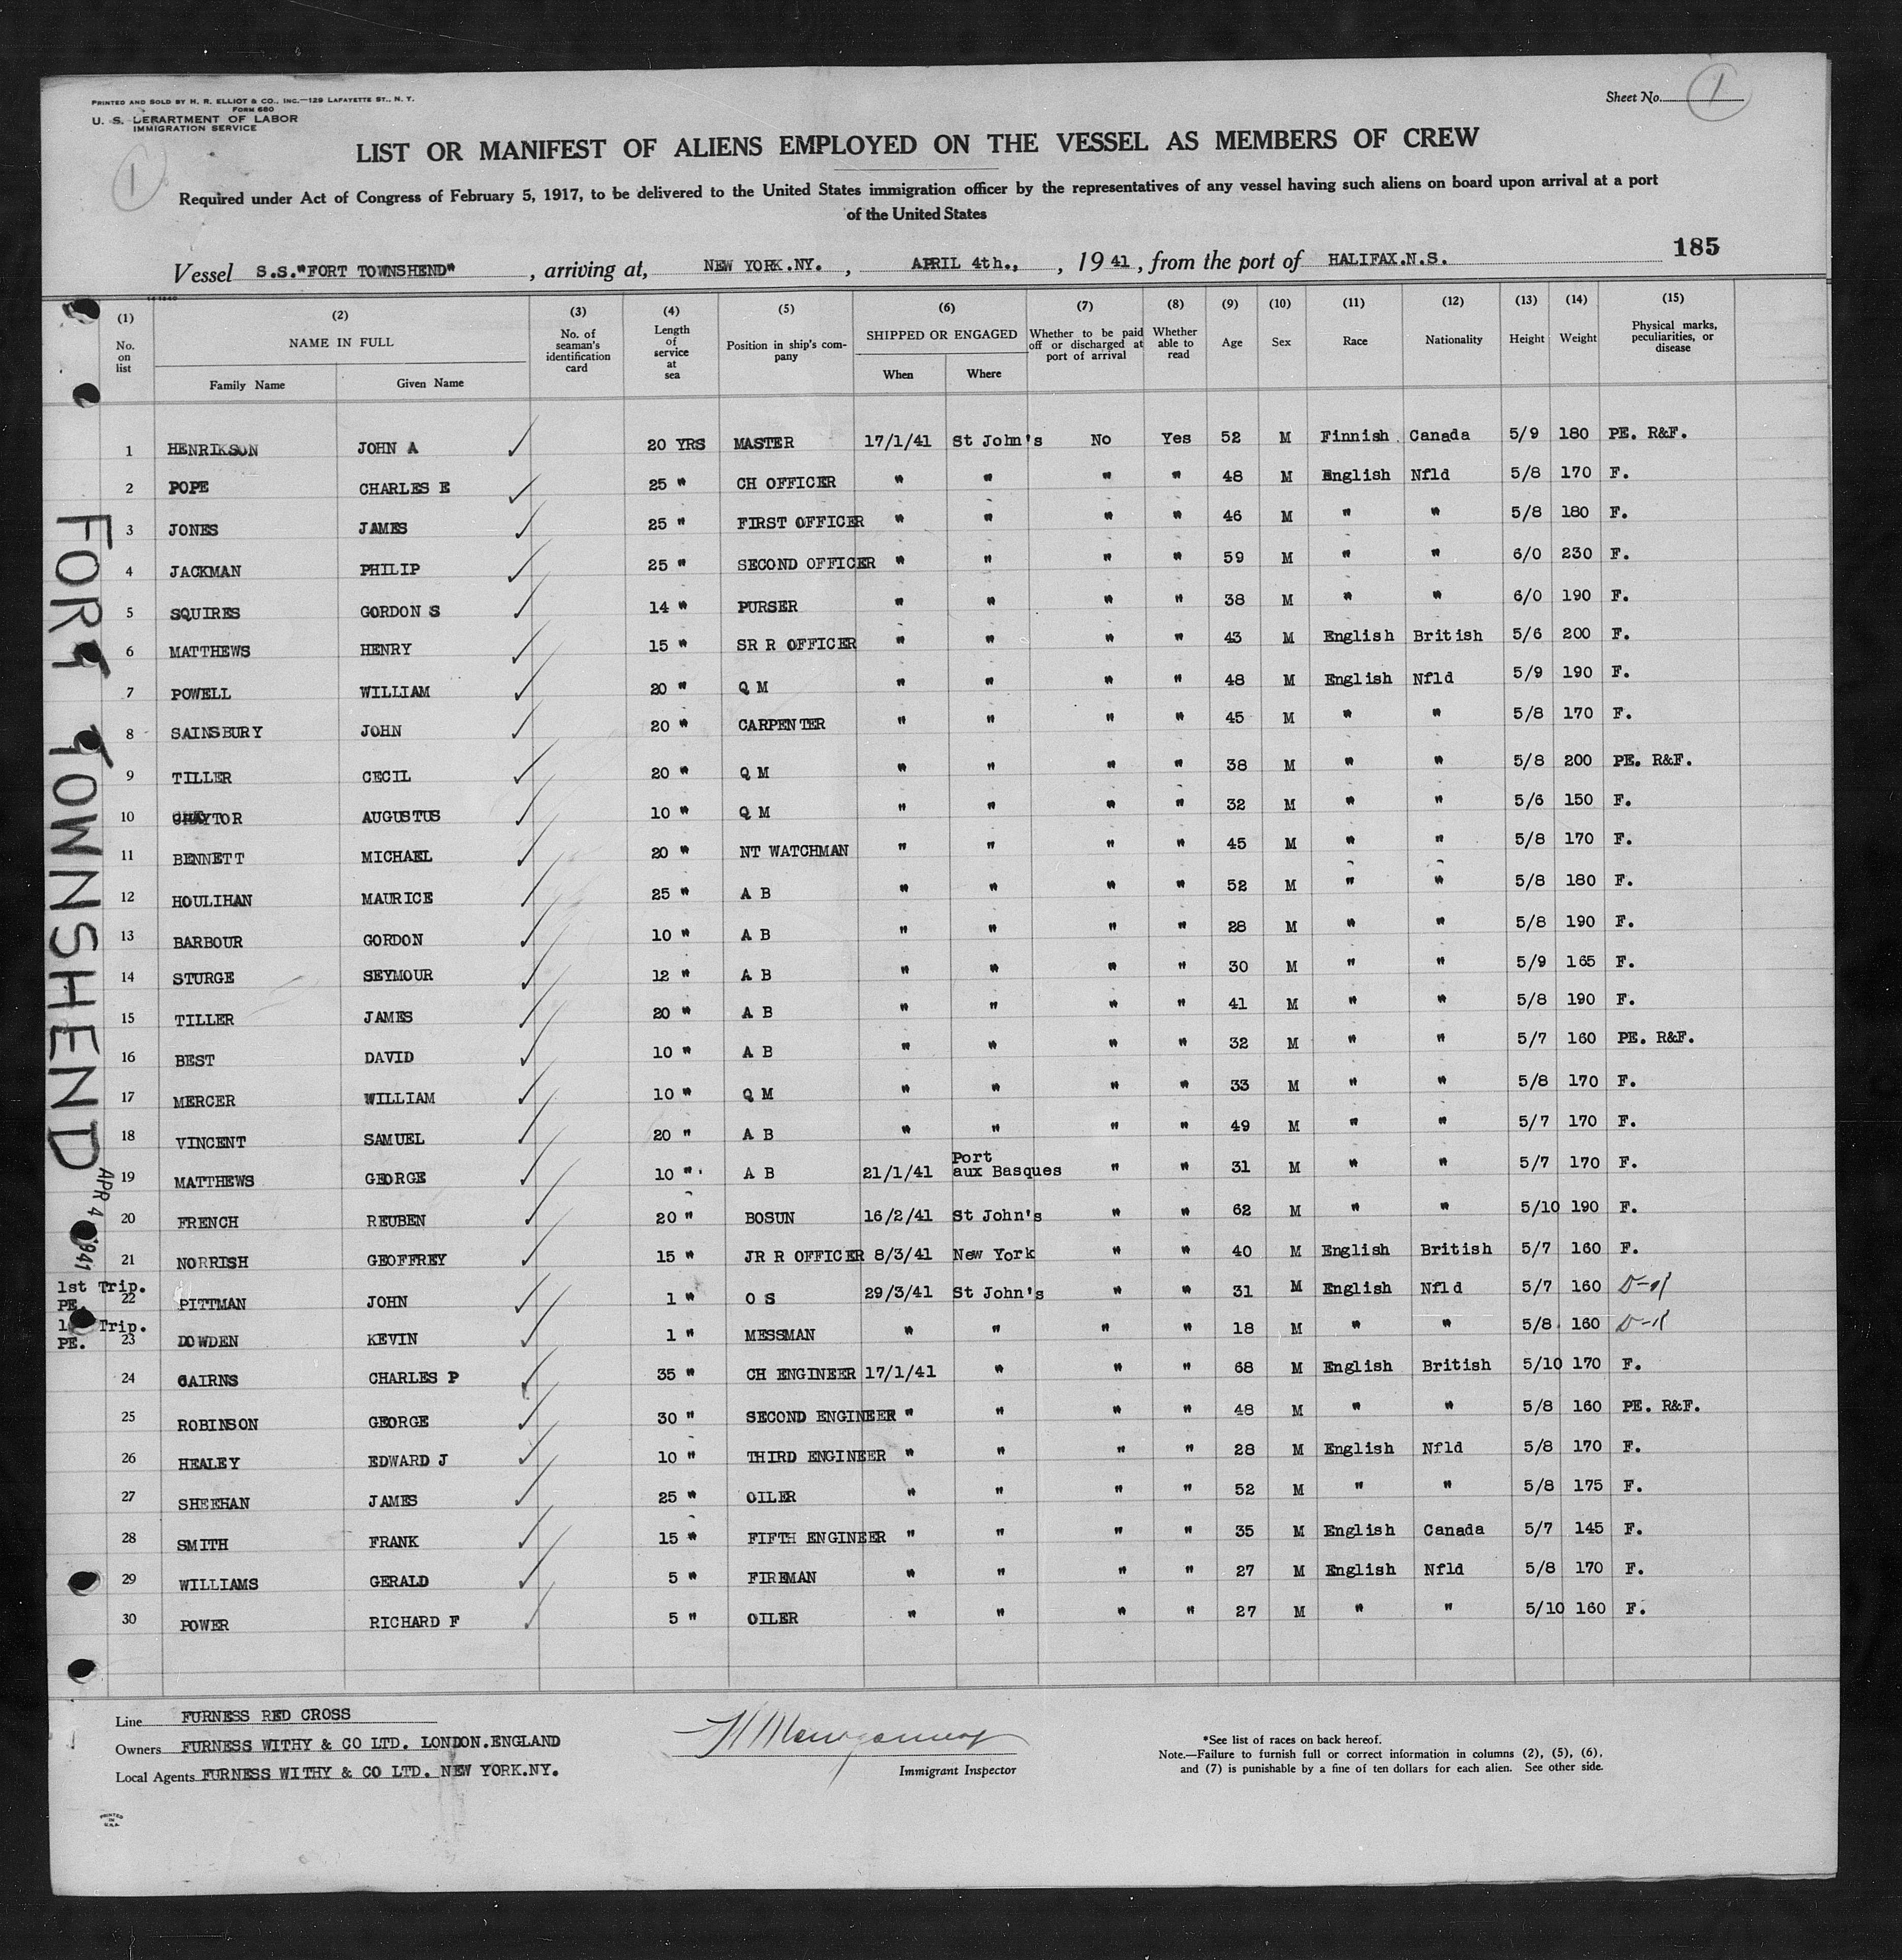 PRINTED AND SOLD BY H. R. ELLIOT & CO., INC.—129 LAFAYETTE ST., N. Y.
FORM 680
U. S. DEPARTMENT OF LABOR
IMMIGRATION SERVICE
Sheet No. 1
1
LIST OR MANIFEST OF ALIENS EMPLOYED ON THE VESSEL AS MEMBERS OF CREW
Required under Act of Congress of February 5, 1917, to be delivered to the United States immigration officer by the representatives of any vessel having such aliens on board upon arrival at a port
of the United States
185
Vessel S.S."FORT TOWNSHEND", arriving at, NEW YORK.NY., APRIL 4th.,, 19 41, from the port of HALIFAX.N.S.
(1) No. on list (2) NAME IN FULL Family Name Given Name (3) No. of seaman's identification card (4) Length of service at sea (5) Position in ship's company (6) SHIPPED OR ENGAGED When Where (7) Whether to be paid off or discharged at port of arrival (8) Whether able to read (9) Age (10) Sex (11) Race (12) Nationality (13) Height (14) Weight (15) Physical marks, peculiarities, or disease
1 HENRIKSON JOHN A 20 YRS MASTER 17/1/41 St John's No Yes 52 M Finnish Canada 5/9 180 PE. R&F.
2 POPE CHARLES E 25 " CH OFFICER " " " " 48 M English Nfld 5/8 170 F.
3 JONES JAMES 25 " FIRST OFFICER " " " " 46 M " " 5/8 180 F.
4 JACKMAN PHILIP 25 " SECOND OFFICER " " " " 59 M " " 6/0 230 F.
5 SQUIRES GORDON S 14 " PURSER " " " " 38 M " " 6/0 190 F.
6 MATTHEWS HENRY 15 " SR R OFFICER " " " " 43 M English British 5/6 200 F.
7 POWELL WILLIAM 20 " Q M " " " " 48 M English Nfld 5/9 190 F.
8 SAINSBURY JOHN 20 " CARPENTER " " " " 45 M " " 5/8 170 F.
9 TILLER CECIL 20 " Q M " " " " 38 M " " 5/8 200 PE. R&F.
10 CHAYTOR AUGUSTUS 10 " Q M " " " " 32 M " " 5/6 150 F.
11 BENNETT MICHAEL 20 " NT WATCHMAN " " " " 45 M " " 5/8 170 F.
12 HOULIHAN MAURICE 25 " A B " " " " 52 M " " 5/8 180 F.
13 BARBOUR GORDON 10 " A B " " " " 28 M " " 5/8 190 F.
14 STURGE SEYMOUR 12 " A B " " " " 30 M " " 5/9 165 F.
15 TILLER JAMES 20 " A B " " " " 41 M " " 5/8 190 F.
16 BEST DAVID 10 " A B " " " " 32 M " " 5/7 160 PE. R&F.
17 MERCER WILLIAM 10 " Q M " " " " 33 M " " 5/8 170 F.
18 VINCENT SAMUEL 20 " A B " " " " 49 M " " 5/7 170 F.
19 MATTHEWS GEORGE 10 " A B 21/1/41 Port aux Basques " " 31 M " " 5/7 170 F.
20 FRENCH REUBEN 20 " BOSUN 16/2/41 St John's " " 62 M " " 5/10 190 F.
21 NORRISH GEOFFREY 15 " JR R OFFICER 8/3/41 New York " " 40 M English British 5/7 160 F.
1st Trip. PE. 22 PITTMAN JOHN 1 " O S 29/3/41 St John's " " 31 M English Nfld 5/7 160
Trip. PE. 23 DOWDEN KEVIN 1 " MESSMAN " " " " 18 M " " 5/8 160
24 CAIRNS CHARLES P 35 " CH ENGINEER 17/1/41 " " " 68 M English British 5/10 170 F.
25 ROBINSON GEORGE 30 " SECOND ENGINEER " " " " 48 M " " 5/8 160 PE. R&F.
26 HEALEY EDWARD J 10 " THIRD ENGINEER " " " " 28 M English Nfld 5/8 170 F.
27 SHEEHAN JAMES 25 " OILER " " " " 52 M " " 5/8 175 F.
28 SMITH FRANK 15 " FIFTH ENGINEER " " " " 35 M English Canada 5/7 145 F.
29 WILLIAMS GERALD 5 " FIREMAN " " " " 27 M English Nfld 5/8 170 F.
30 POWER RICHARD F 5 " OILER " " " " 27 M " " 5/10 160 F.
FORT TOWNSHEND
APR 4 1941
Line FURNESS RED CROSS
Owners FURNESS WITHY & CO LTD. LONDON.ENGLAND
Local Agents FURNESS WITHY & CO LTD. NEW YORK.NY.
Immigrant Inspector
*See list of races on back hereof.
Note.—Failure to furnish full or correct information in columns (2), (5), (6),
and (7) is punishable by a fine of ten dollars for each alien. See other side.
PRINTED
IN
U.S.A.